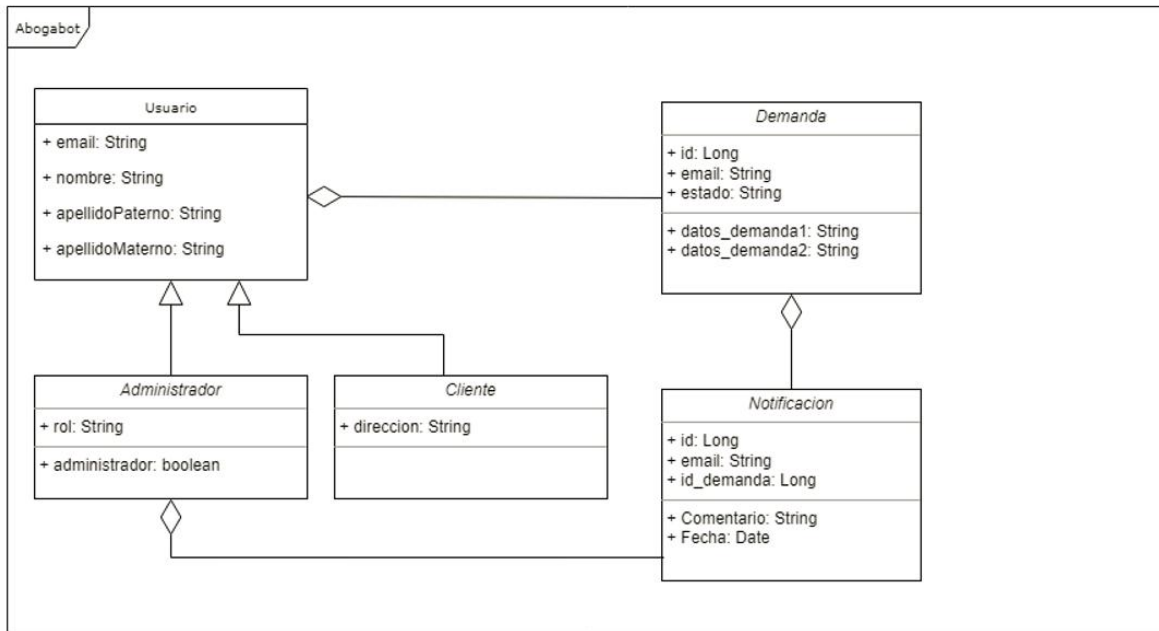 Abogabot
Usuario
+ email: String
+ nombre: String
+ apellidoPaterno: String
+ apellidoMaterno: String
Demanda
+ id: Long
+ email: String
+ estado: String
+ datos_demanda1: String
+ datos_demanda2: String
Administrador
+ rol: String
+ administrador: boolean
Cliente
+ direccion: String
Notificacion
+ id: Long
+ email: String
+ id_demanda: Long
+ Comentario: String
+ Fecha: Date